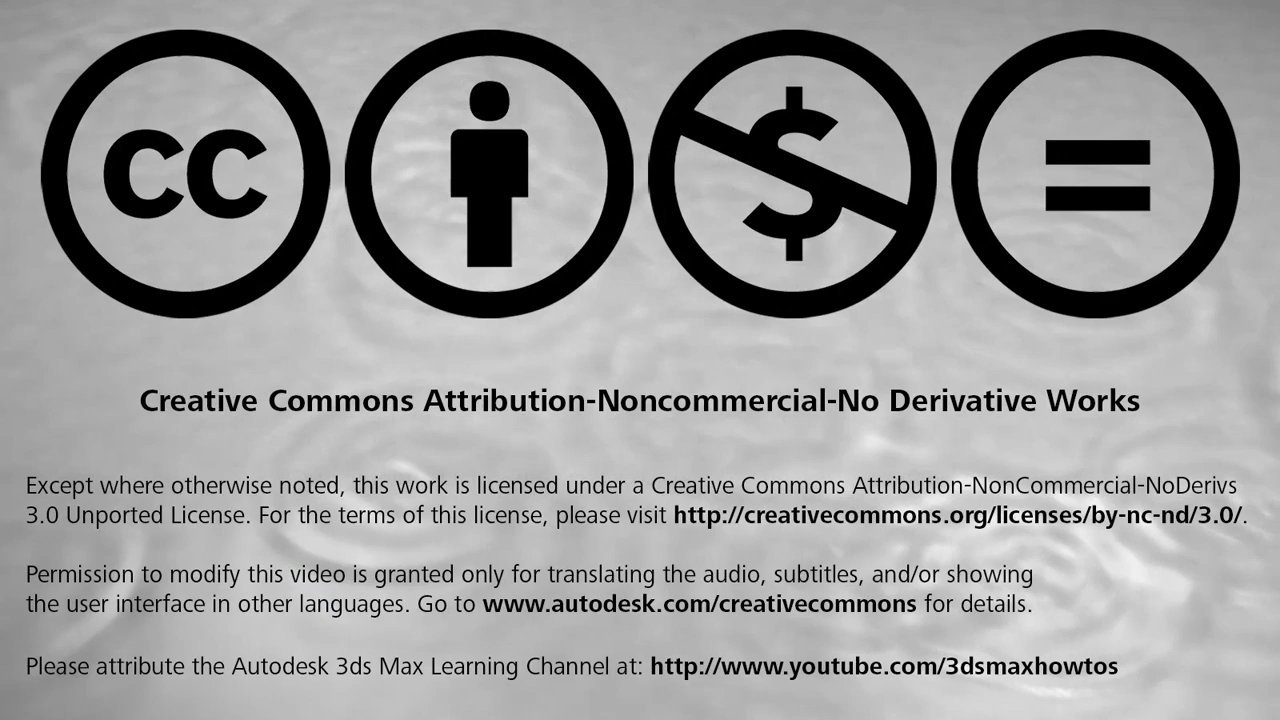 cc
$
=
Creative Commons Attribution-Noncommercial-No Derivative Works
Except where otherwise noted, this work is licensed under a Creative Commons Attribution-NonCommercial-NoDerivs
3.0 Unported License. For the terms of this license, please visit http://creativecommons.org/licenses/by-nc-nd/3.0/.
Permission to modify this video is granted only for translating the audio, subtitles, and/or showing
the user interface in other languages. Go to www.autodesk.com/creativecommons for details.
Please attribute the Autodesk 3ds Max Learning Channel at: http://www.youtube.com/3dsmaxhowtos